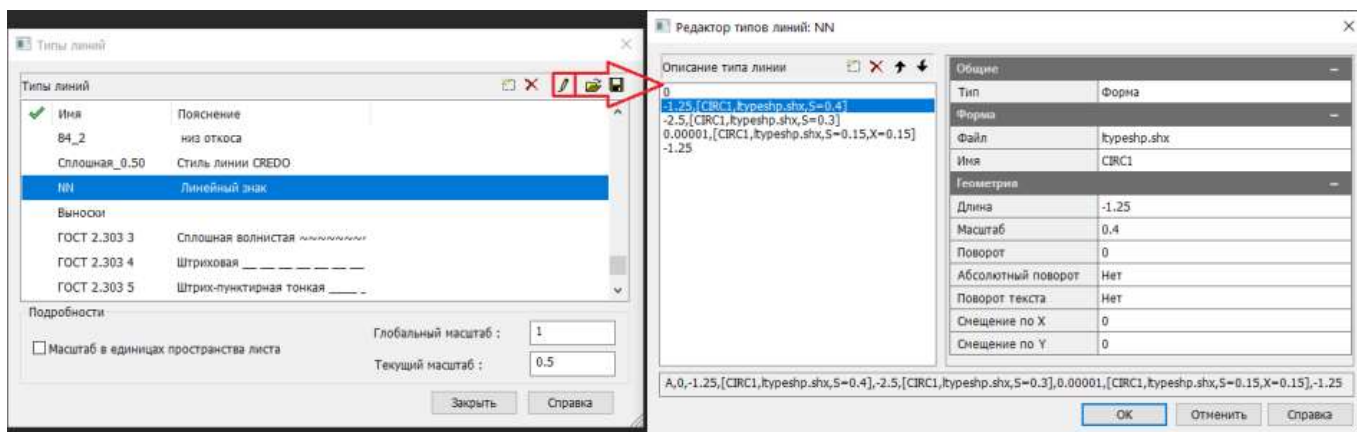 Типы линий
Типы линий
Имя Пояснение
84_2 низ откоса
Сплошная_0.50 Стиль линии CREDO
NN Линейный знак
Выноски
ГОСТ 2.303 3 Сплошная волнистая ~~~~~~~
ГОСТ 2.303 4 Штриховая __ __ __ __ __ __
ГОСТ 2.303 5 Штрих-пунктирная тонкая ____ _
Подробности
Масштаб в единицах пространства листа
Глобальный масштаб : 1
Текущий масштаб : 0.5
Закрыть Справка
Редактор типов линий: NN
Описание типа линии
0
-1.25,[CIRC1,ltypeshp.shx,S=0.4]
-2.5,[CIRC1,ltypeshp.shx,S=0.3]
0.00001,[CIRC1,ltypeshp.shx,S=0.15,X=0.15]
-1.25
Общие
Тип Форма
Форма
Файл ltypeshp.shx
Имя CIRC1
Геометрия
Длина -1.25
Масштаб 0.4
Поворот 0
Абсолютный поворот Нет
Поворот текста Нет
Смещение по X 0
Смещение по Y 0
A,0,-1.25,[CIRC1,ltypeshp.shx,S=0.4],-2.5,[CIRC1,ltypeshp.shx,S=0.3],0.00001,[CIRC1,ltypeshp.shx,S=0.15,X=0.15],-1.25
OK Отменить Справка